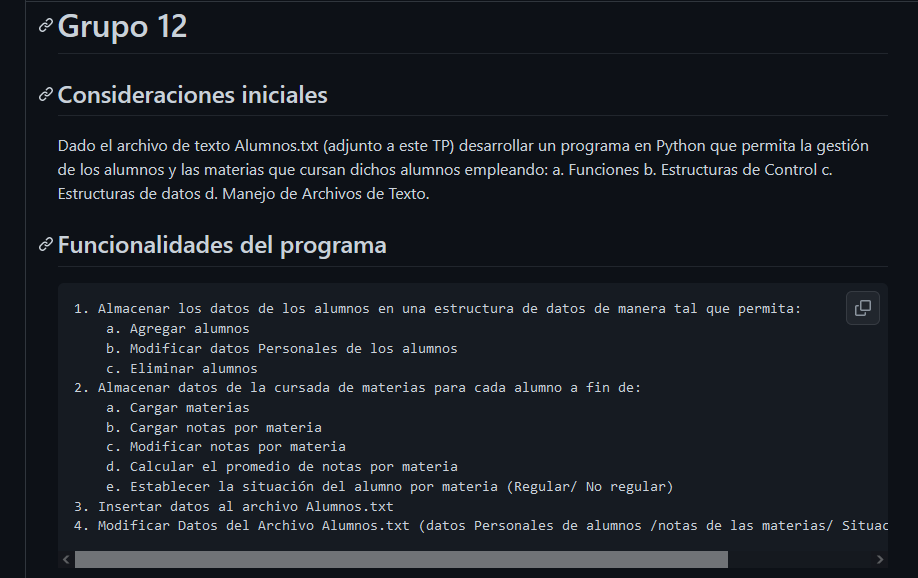 Grupo 12
Consideraciones iniciales
Dado el archivo de texto Alumnos.txt (adjunto a este TP) desarrollar un programa en Python que permita la gestión
de los alumnos y las materias que cursan dichos alumnos empleando: a. Funciones b. Estructuras de Control c.
Estructuras de datos d. Manejo de Archivos de Texto.
Funcionalidades del programa
1. Almacenar los datos de los alumnos en una estructura de datos de manera tal que permita:
a. Agregar alumnos
b. Modificar datos Personales de los alumnos
c. Eliminar alumnos
2. Almacenar datos de la cursada de materias para cada alumno a fin de:
a. Cargar materias
b. Cargar notas por materia
c. Modificar notas por materia
d. Calcular el promedio de notas por materia
e. Establecer la situación del alumno por materia (Regular/ No regular)
3. Insertar datos al archivo Alumnos.txt
4. Modificar Datos del Archivo Alumnos.txt (datos Personales de alumnos /notas de las materias/ Situac